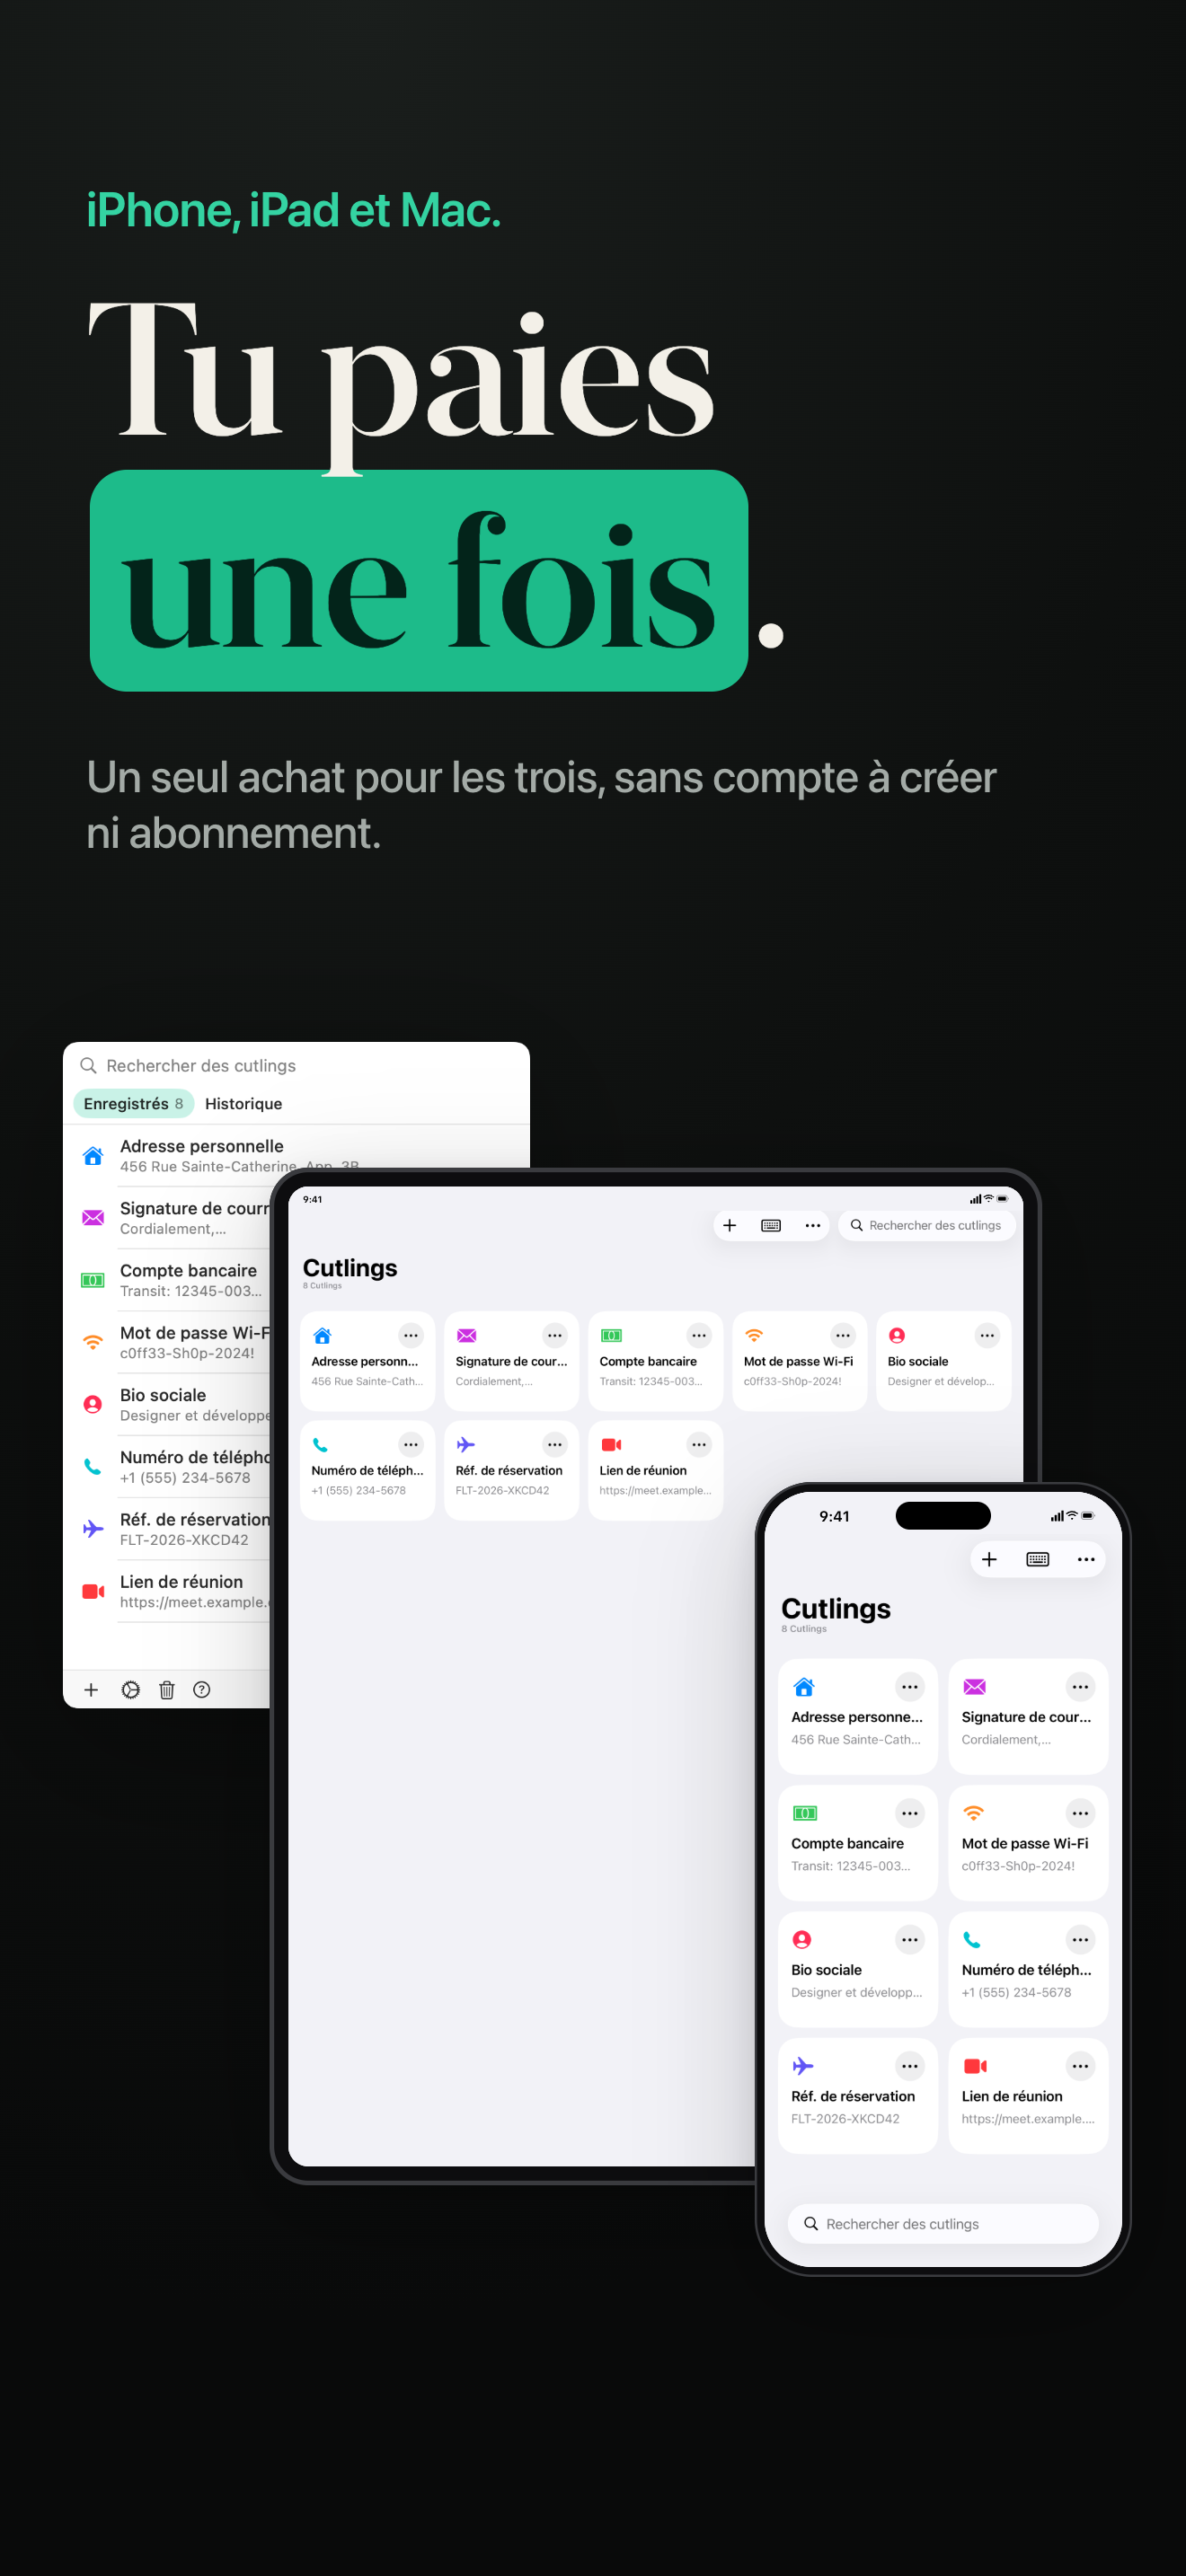 iPhone, iPad et Mac.
Tu paies
une fois.
Un seul achat pour les trois, sans compte à créer
ni abonnement.
Rechercher des cutlings
Enregistrés 8 Historique
Adresse personnelle
456 Rue Sainte-Catherine, App. 3B
Signature de courr
Cordialement,...
Compte bancaire
Transit: 12345-003...
Mot de passe Wi-F
c0ff33-Sh0p-2024!
Bio sociale
Designer et développe
Numéro de télépho
+1 (555) 234-5678
Réf. de réservation
FLT-2026-XKCD42
Lien de réunion
https://meet.example.
9:41
Rechercher des cutlings
Cutlings
8 Cutlings
Adresse personn... Signature de cour... Compte bancaire Mot de passe Wi-Fi Bio sociale
456 Rue Sainte-Cath... Cordialement,... Transit: 12345-003... c0ff33-Sh0p-2024! Designer et dévelop...
Numéro de téléph... Réf. de réservation Lien de réunion
+1 (555) 234-5678 FLT-2026-XKCD42 https://meet.example...
9:41
Cutlings
8 Cutlings
Adresse personne... Signature de cour...
456 Rue Sainte-Cath... Cordialement,...
Compte bancaire Mot de passe Wi-Fi
Transit: 12345-003... c0ff33-Sh0p-2024!
Bio sociale Numéro de téléph...
Designer et développ... +1 (555) 234-5678
Réf. de réservation Lien de réunion
FLT-2026-XKCD42 https://meet.example....
Rechercher des cutlings